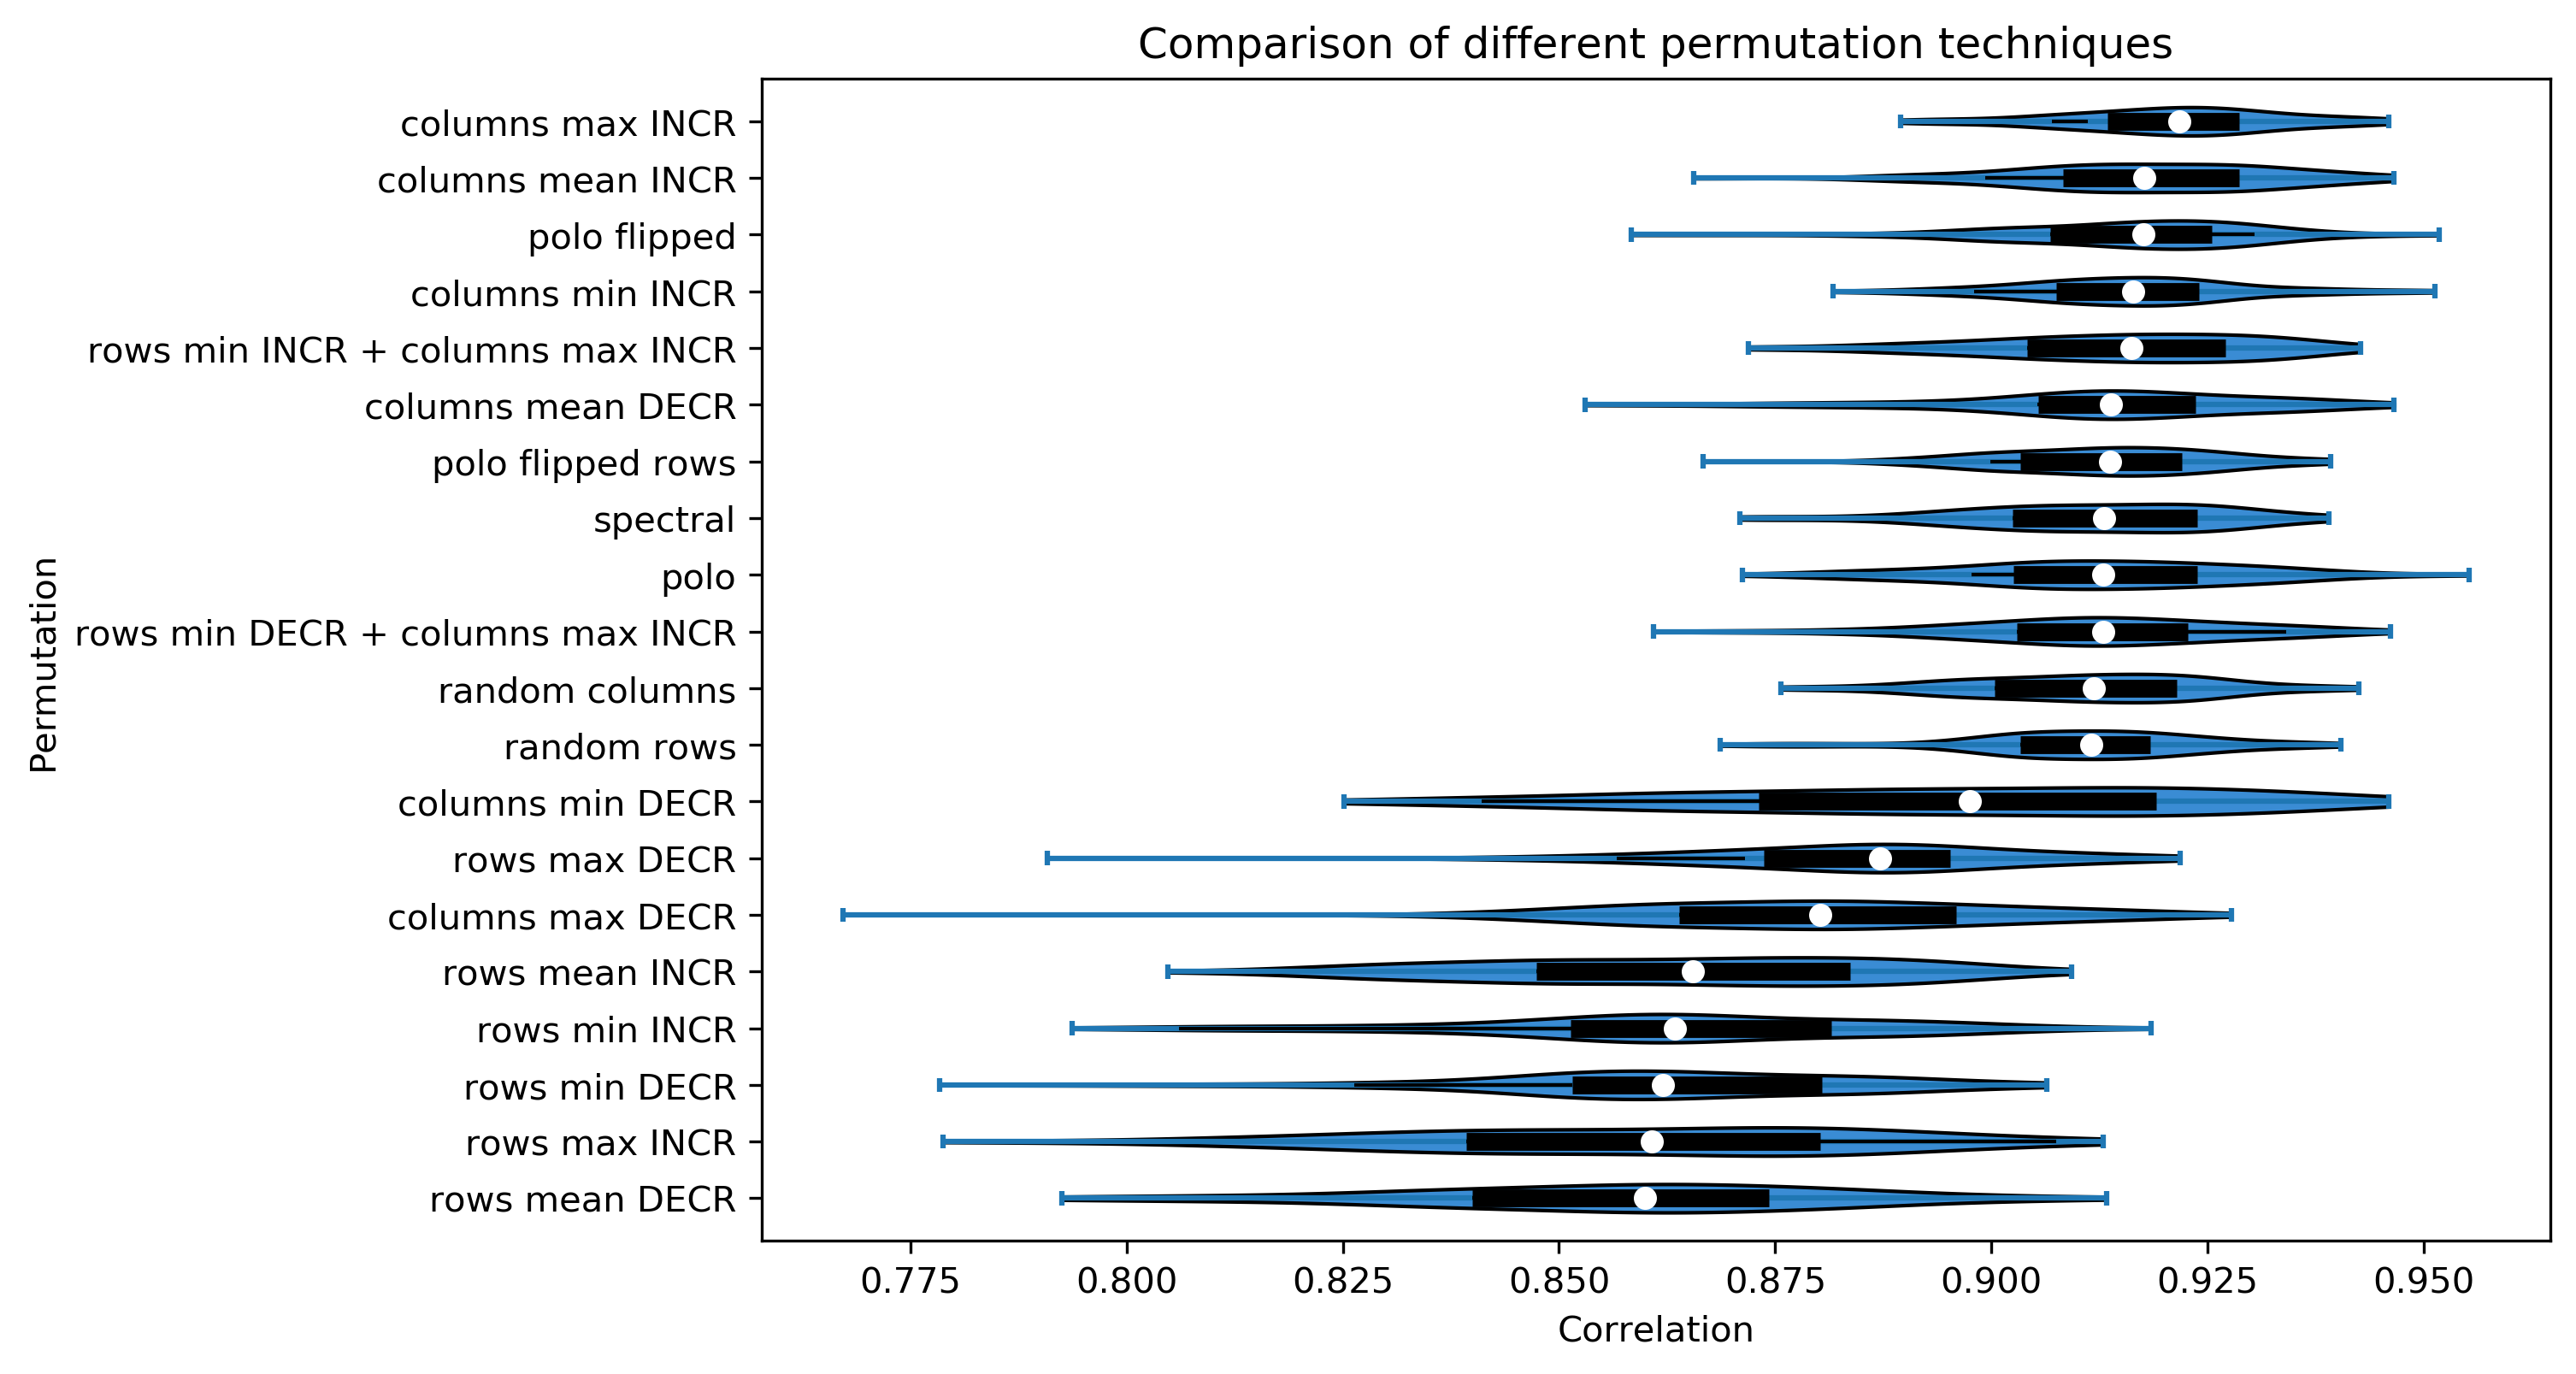 Comparison of different permutation techniques
columns max INCR
columns mean INCR
polo flipped
columns min INCR
rows min INCR + columns max INCR
columns mean DECR
polo flipped rows
spectral
polo
rows min DECR + columns max INCR
random columns
random rows
columns min DECR
rows max DECR
columns max DECR
rows mean INCR
rows min INCR
rows min DECR
rows max INCR
rows mean DECR
Permutation
0.775 0.800 0.825 0.850 0.875 0.900 0.925 0.950
Correlation